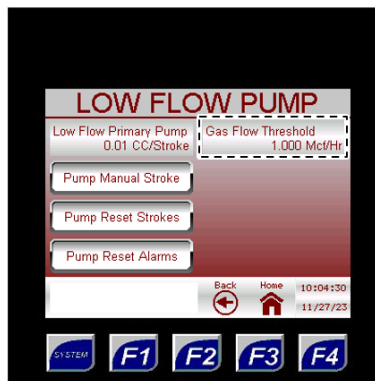 LOW FLOW PUMP
Low Flow Primary Pump
0.01 CC/Stroke
Gas Flow Threshold
1.000 Mcf/Hr
Pump Manual Stroke
Pump Reset Strokes
Pump Reset Alarms
Back
Home
10:04:30
11/27/23
SYSTEM
F1
F2
F3
F4